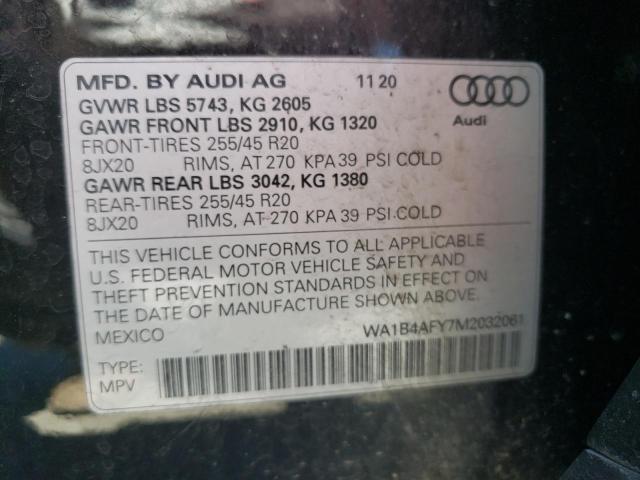 MFD. BY AUDI AG 11 20
GVWR LBS 5743, KG 2605
GAWR FRONT LBS 2910, KG 1320
Audi
FRONT-TIRES 255/45 R20
8JX20 RIMS, AT 270 KPA 39 PSI COLD
GAWR REAR LBS 3042, KG 1380
REAR-TIRES 255/45 R20
8JX20 RIMS, AT 270 KPA 39 PSI COLD
THIS VEHICLE CONFORMS TO ALL APPLICABLE
U.S. FEDERAL MOTOR VEHICLE SAFETY AND
THEFT PREVENTION STANDARDS IN EFFECT ON
THE DATE OF MANUFACTURE SHOWN ABOVE.
MEXICO WA1B4AFY7M2032061
TYPE:
MPV